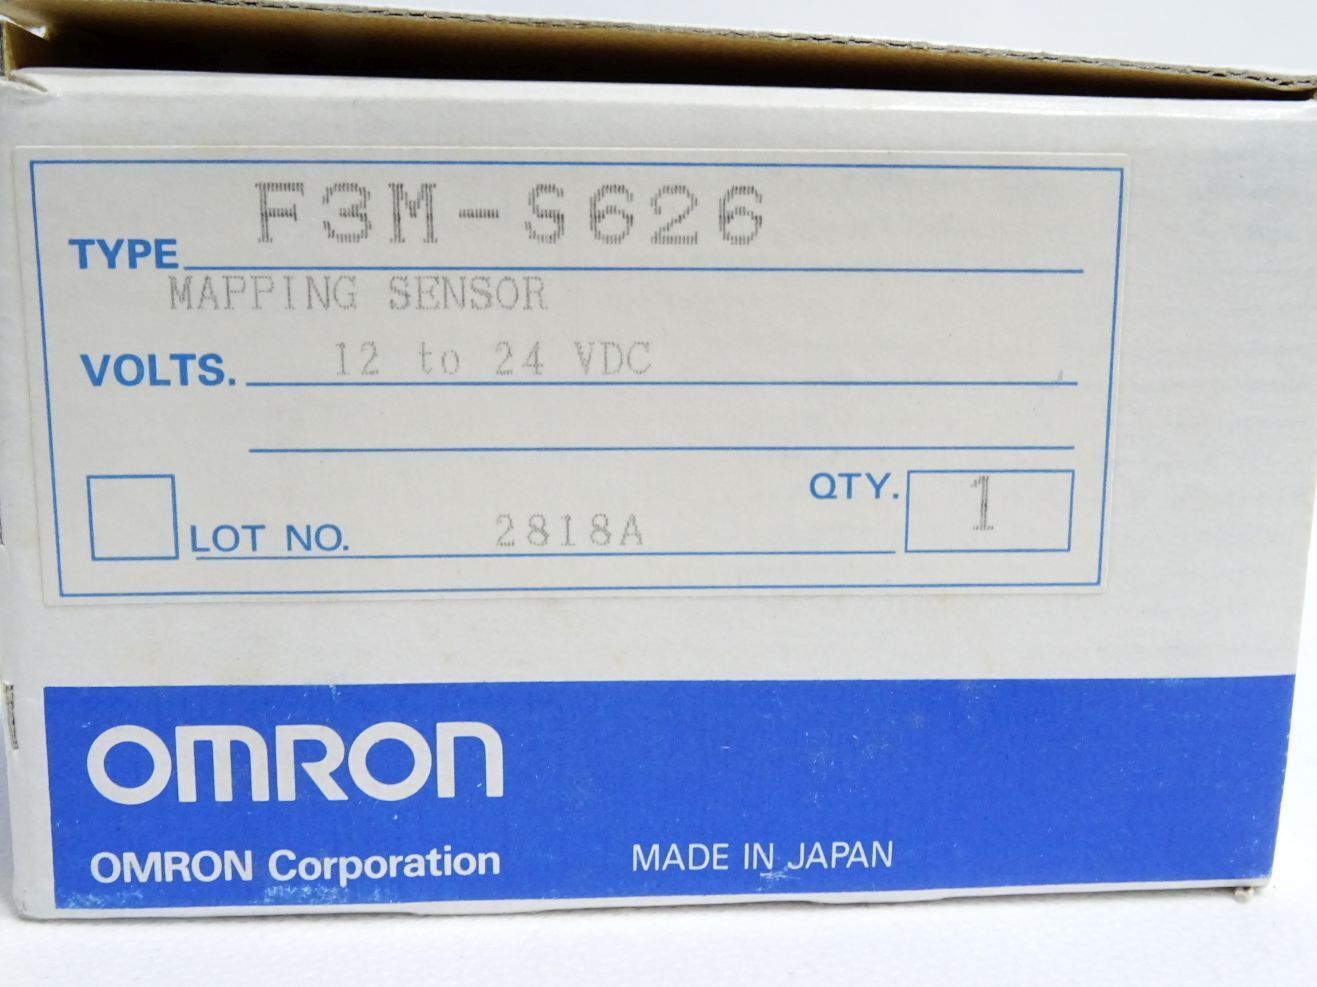 TYPE F3M-S626
MAPPING SENSOR
VOLTS. 12 to 24 VDC
QTY. 1
LOT NO. 2818A
OMRON
OMRON Corporation
MADE IN JAPAN